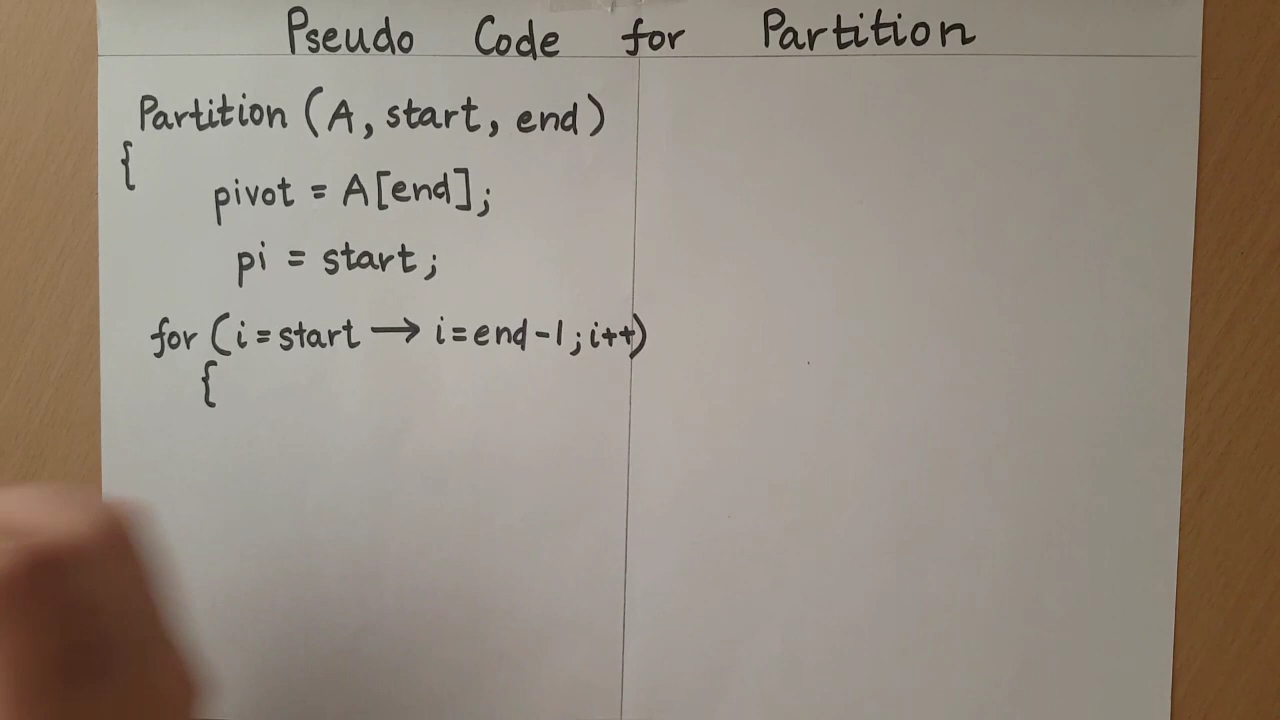 Pseudo Code for Partition
Partition (A, start, end)
{
pivot = A[end];
pi = start;
for (i=start → i=end-1; i++)
{